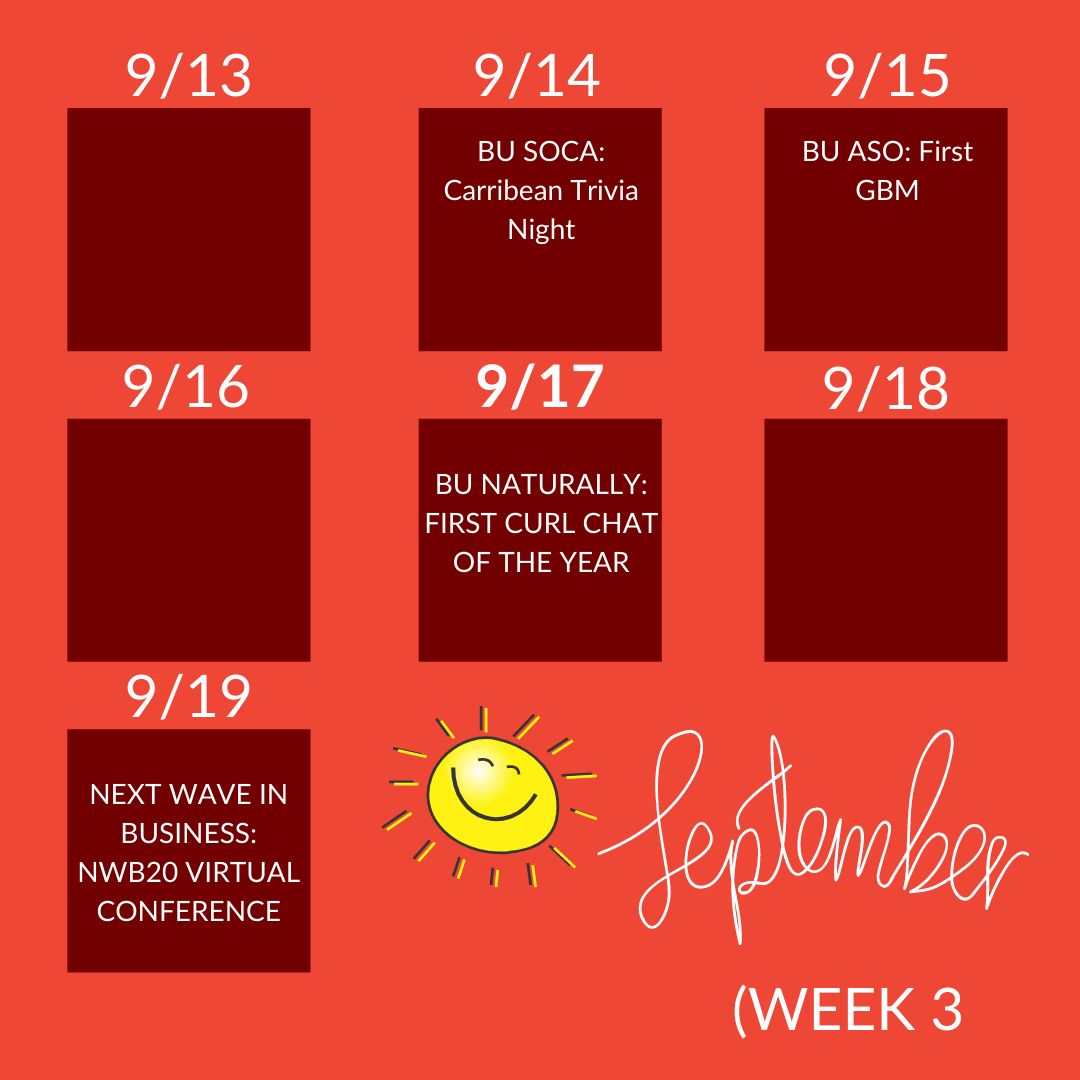 9/13
9/14
9/15
BU SOCA:
Carribean Trivia
Night
BU ASO: First
GBM
9/16
9/17
9/18
BU NATURALLY:
FIRST CURL CHAT
OF THE YEAR
9/19
NEXT WAVE IN
BUSINESS:
NWB20 VIRTUAL
CONFERENCE
September
(WEEK 3